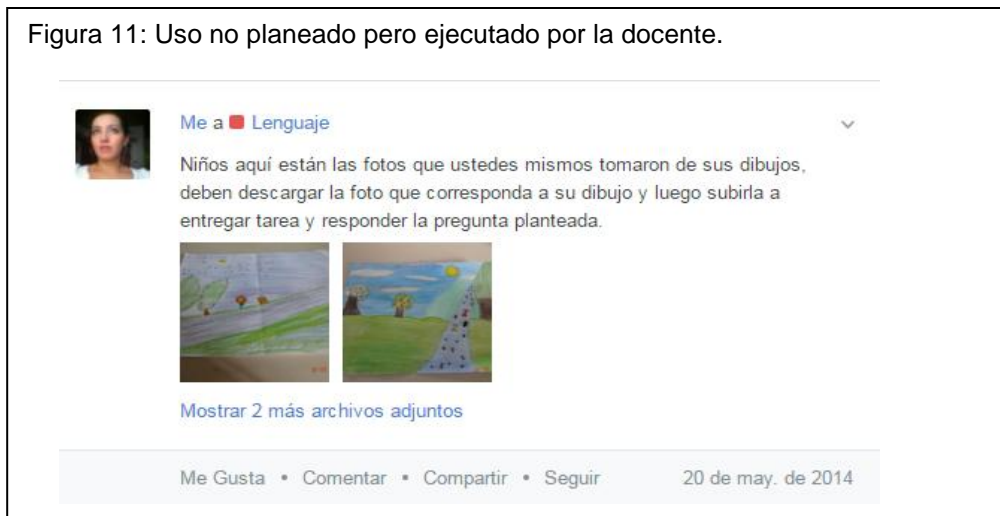 Figura 11: Uso no planeado pero ejecutado por la docente.
Me a Lenguaje
Niños aquí están las fotos que ustedes mismos tomaron de sus dibujos,
deben descargar la foto que corresponda a su dibujo y luego subirla a
entregar tarea y responder la pregunta planteada.
Mostrar 2 más archivos adjuntos
Me Gusta • Comentar • Compartir • Seguir 20 de may. de 2014